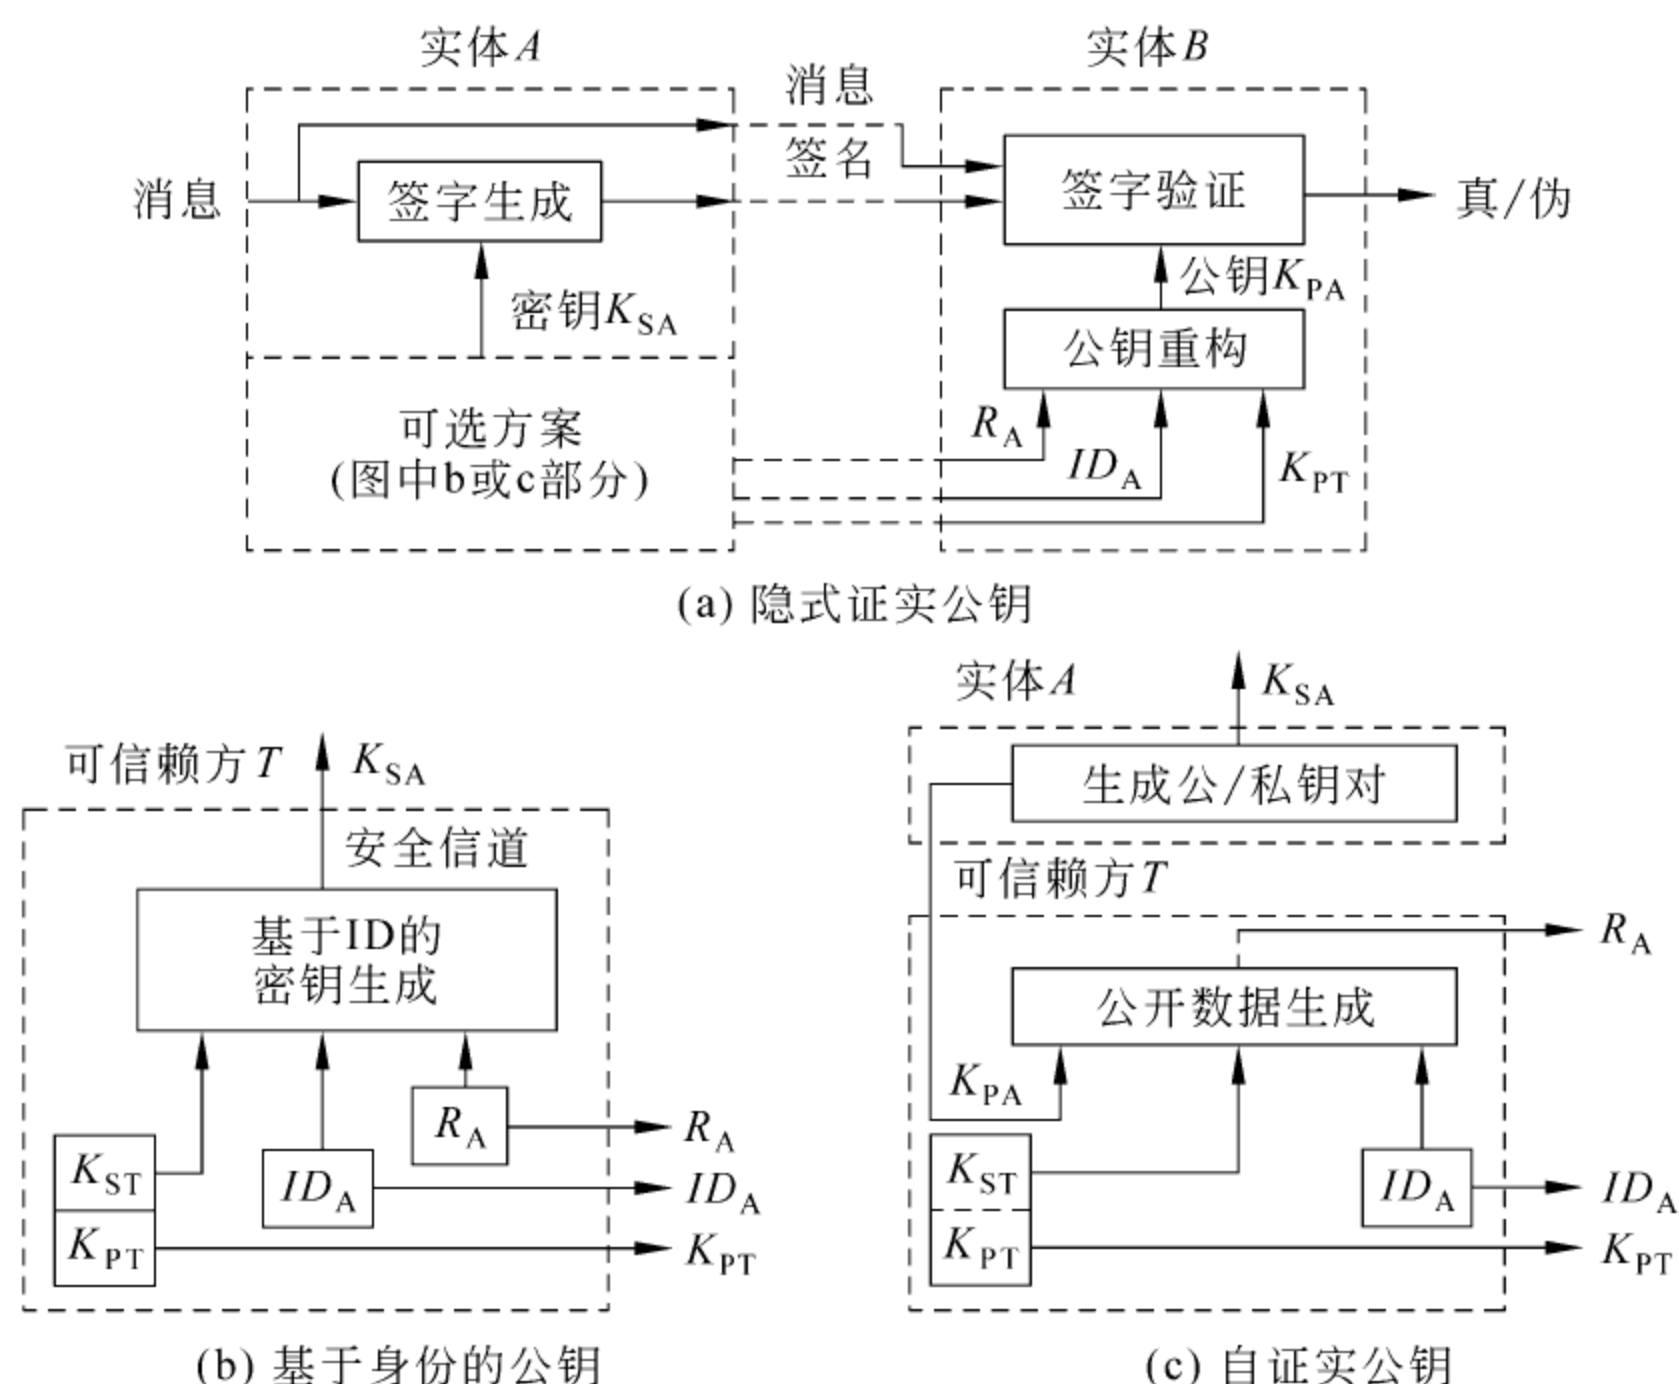 实体A
实体B
消息
签名
消息
签字生成
签字验证
真/伪
密钥K_SA
公钥K_PA
公钥重构
可选方案
(图中b或c部分)
R_A
ID_A
K_PT
(a) 隐式证实公钥
可信赖方T
K_SA
安全信道
基于ID的
密钥生成
R_A
R_A
K_ST
ID_A
ID_A
K_PT
K_PT
(b) 基于身份的公钥
实体A
K_SA
生成公/私钥对
可信赖方T
R_A
公开数据生成
K_PA
K_ST
ID_A
ID_A
K_PT
K_PT
(c) 自证实公钥